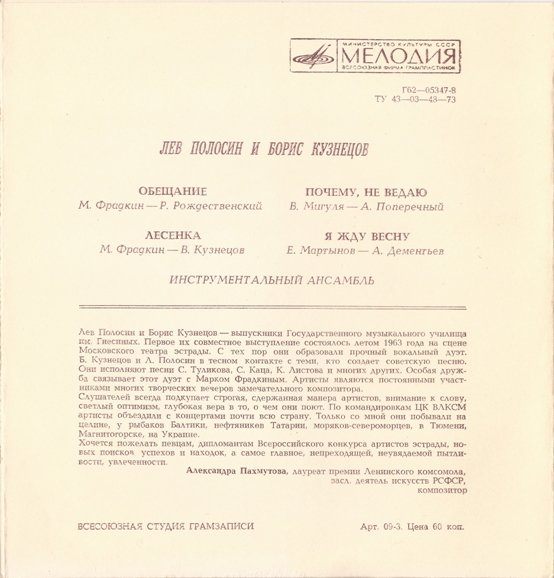 МИНИСТЕРСТВО КУЛЬТУРЫ СССР
МЕЛОДИЯ
ВСЕСОЮЗНАЯ ФИРМА ГРАМПЛАСТИНОК
Г62—05347-8
ТУ 43—03—48—73
ЛЕВ ПОЛОСИН И БОРИС КУЗНЕЦОВ
ОБЕЩАНИЕ
М. Фрадкин — Р. Рождественский
ПОЧЕМУ, НЕ ВЕДАЮ
В. Мигуля — А. Поперечный
ЛЕСЕНКА
М. Фрадкин — В. Кузнецов
Я ЖДУ ВЕСНУ
Е. Мартынов — А. Дементьев
ИНСТРУМЕНТАЛЬНЫЙ АНСАМБЛЬ
Лев Полосин и Борис Кузнецов — выпускники Государственного музыкального училища
им. Гнесиных. Первое их совместное выступление состоялось летом 1963 года на сцене
Московского театра эстрады. С тех пор они образовали прочный вокальный дуэт.
Б. Кузнецов и Л. Полосин в тесном контакте с теми, кто создает советскую песню.
Они исполняют песни С. Туликова, С. Каца, К. Листова и многих других. Особая друж-
ба связывает этот дуэт с Марком Фрадкиным. Артисты являются постоянными участ-
никами многих творческих вечеров замечательного композитора.
Слушателей всегда подкупает строгая, сдержанная манера артистов, внимание к слову,
светлый оптимизм, глубокая вера в то, о чем они поют. По командировкам ЦК ВЛКСМ
артисты объездили с концертами почти всю страну. Только со мной они побывали на
целине, у рыбаков Балтики, нефтяников Татарии, моряков-североморцев, в Тюмени,
Магнитогорске, на Украине.
Хочется пожелать певцам, дипломантам Всероссийского конкурса артистов эстрады, но-
вых поисков успехов и находок, а самое главное, непреходящей, неувядаемой пытли-
вости, увлеченности.
Александра Пахмутова, лауреат премии Ленинского комсомола,
засл. деятель искусств РСФСР,
композитор
ВСЕСОЮЗНАЯ СТУДИЯ ГРАМЗАПИСИ
Арт. 09-3. Цена 60 коп.